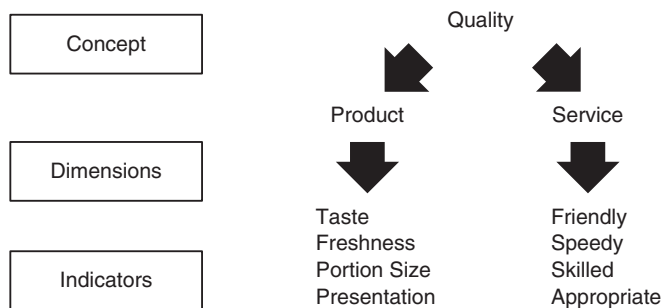 Concept
Quality
Product
Service
Dimensions
Taste
Freshness
Portion Size
Presentation
Friendly
Speedy
Skilled
Appropriate
Indicators